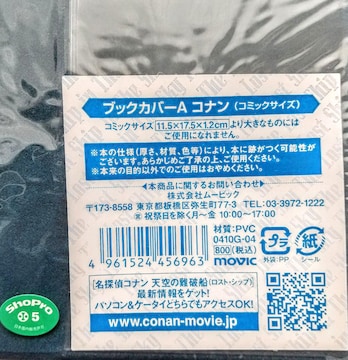 ブックカバーA コナン（コミックサイズ）
コミックサイズ 11.5×17.5×1.2cm より大きなものには
ご使用になれません。
※本の仕様（厚さ、材質、色等）により、本に跡がつく可能性が
ございます。あらかじめご了承の上、ご使用ください。
※本来の目的以外でのご使用はおやめください。
◀本商品に関するお問い合わせ▶
株式会社ムービック
〒173-8558 東京都板橋区弥生町77-3 TEL.03-3972-1222
※ 祝祭日を除く月〜金 10:00〜17:00
材質:PVC
0410G-04
800(税込)
movic
プラ
外装:PP
紙
シール
4 961524 456963
【名探偵コナン 天空の難破船（ロスト・シップ）】
最新情報をゲット!
パソコン&ケータイどちらでもアクセスOK!
www.conan-movie.jp
ShoPro
5